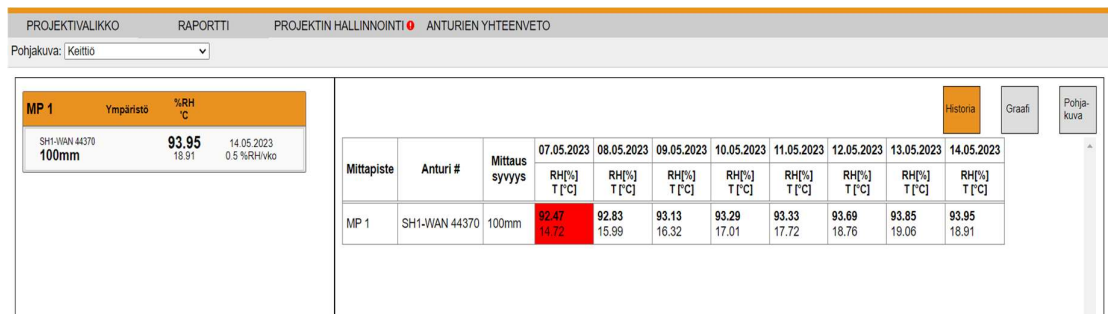 PROJEKTIVALIKKO RAPORTTI PROJEKTIN HALLINNOINTI ANTURIEN YHTEENVETO
Pohjakuva: Keittiö
MP 1 Ympäristö %RH
°C
SH1-WAN 44370 93.95 14.05.2023
100mm 18.91 0.5 %RH/vko
Historia Graafi Pohja-
kuva
Mittapiste Anturi # Mittaus
syvyys 07.05.2023 08.05.2023 09.05.2023 10.05.2023 11.05.2023 12.05.2023 13.05.2023 14.05.2023
RH[%] RH[%] RH[%] RH[%] RH[%] RH[%] RH[%] RH[%]
T [°C] T [°C] T [°C] T [°C] T [°C] T [°C] T [°C] T [°C]
MP 1 SH1-WAN 44370 100mm 92.47 92.83 93.13 93.29 93.33 93.69 93.85 93.95
14.72 15.99 16.32 17.01 17.72 18.76 19.06 18.91